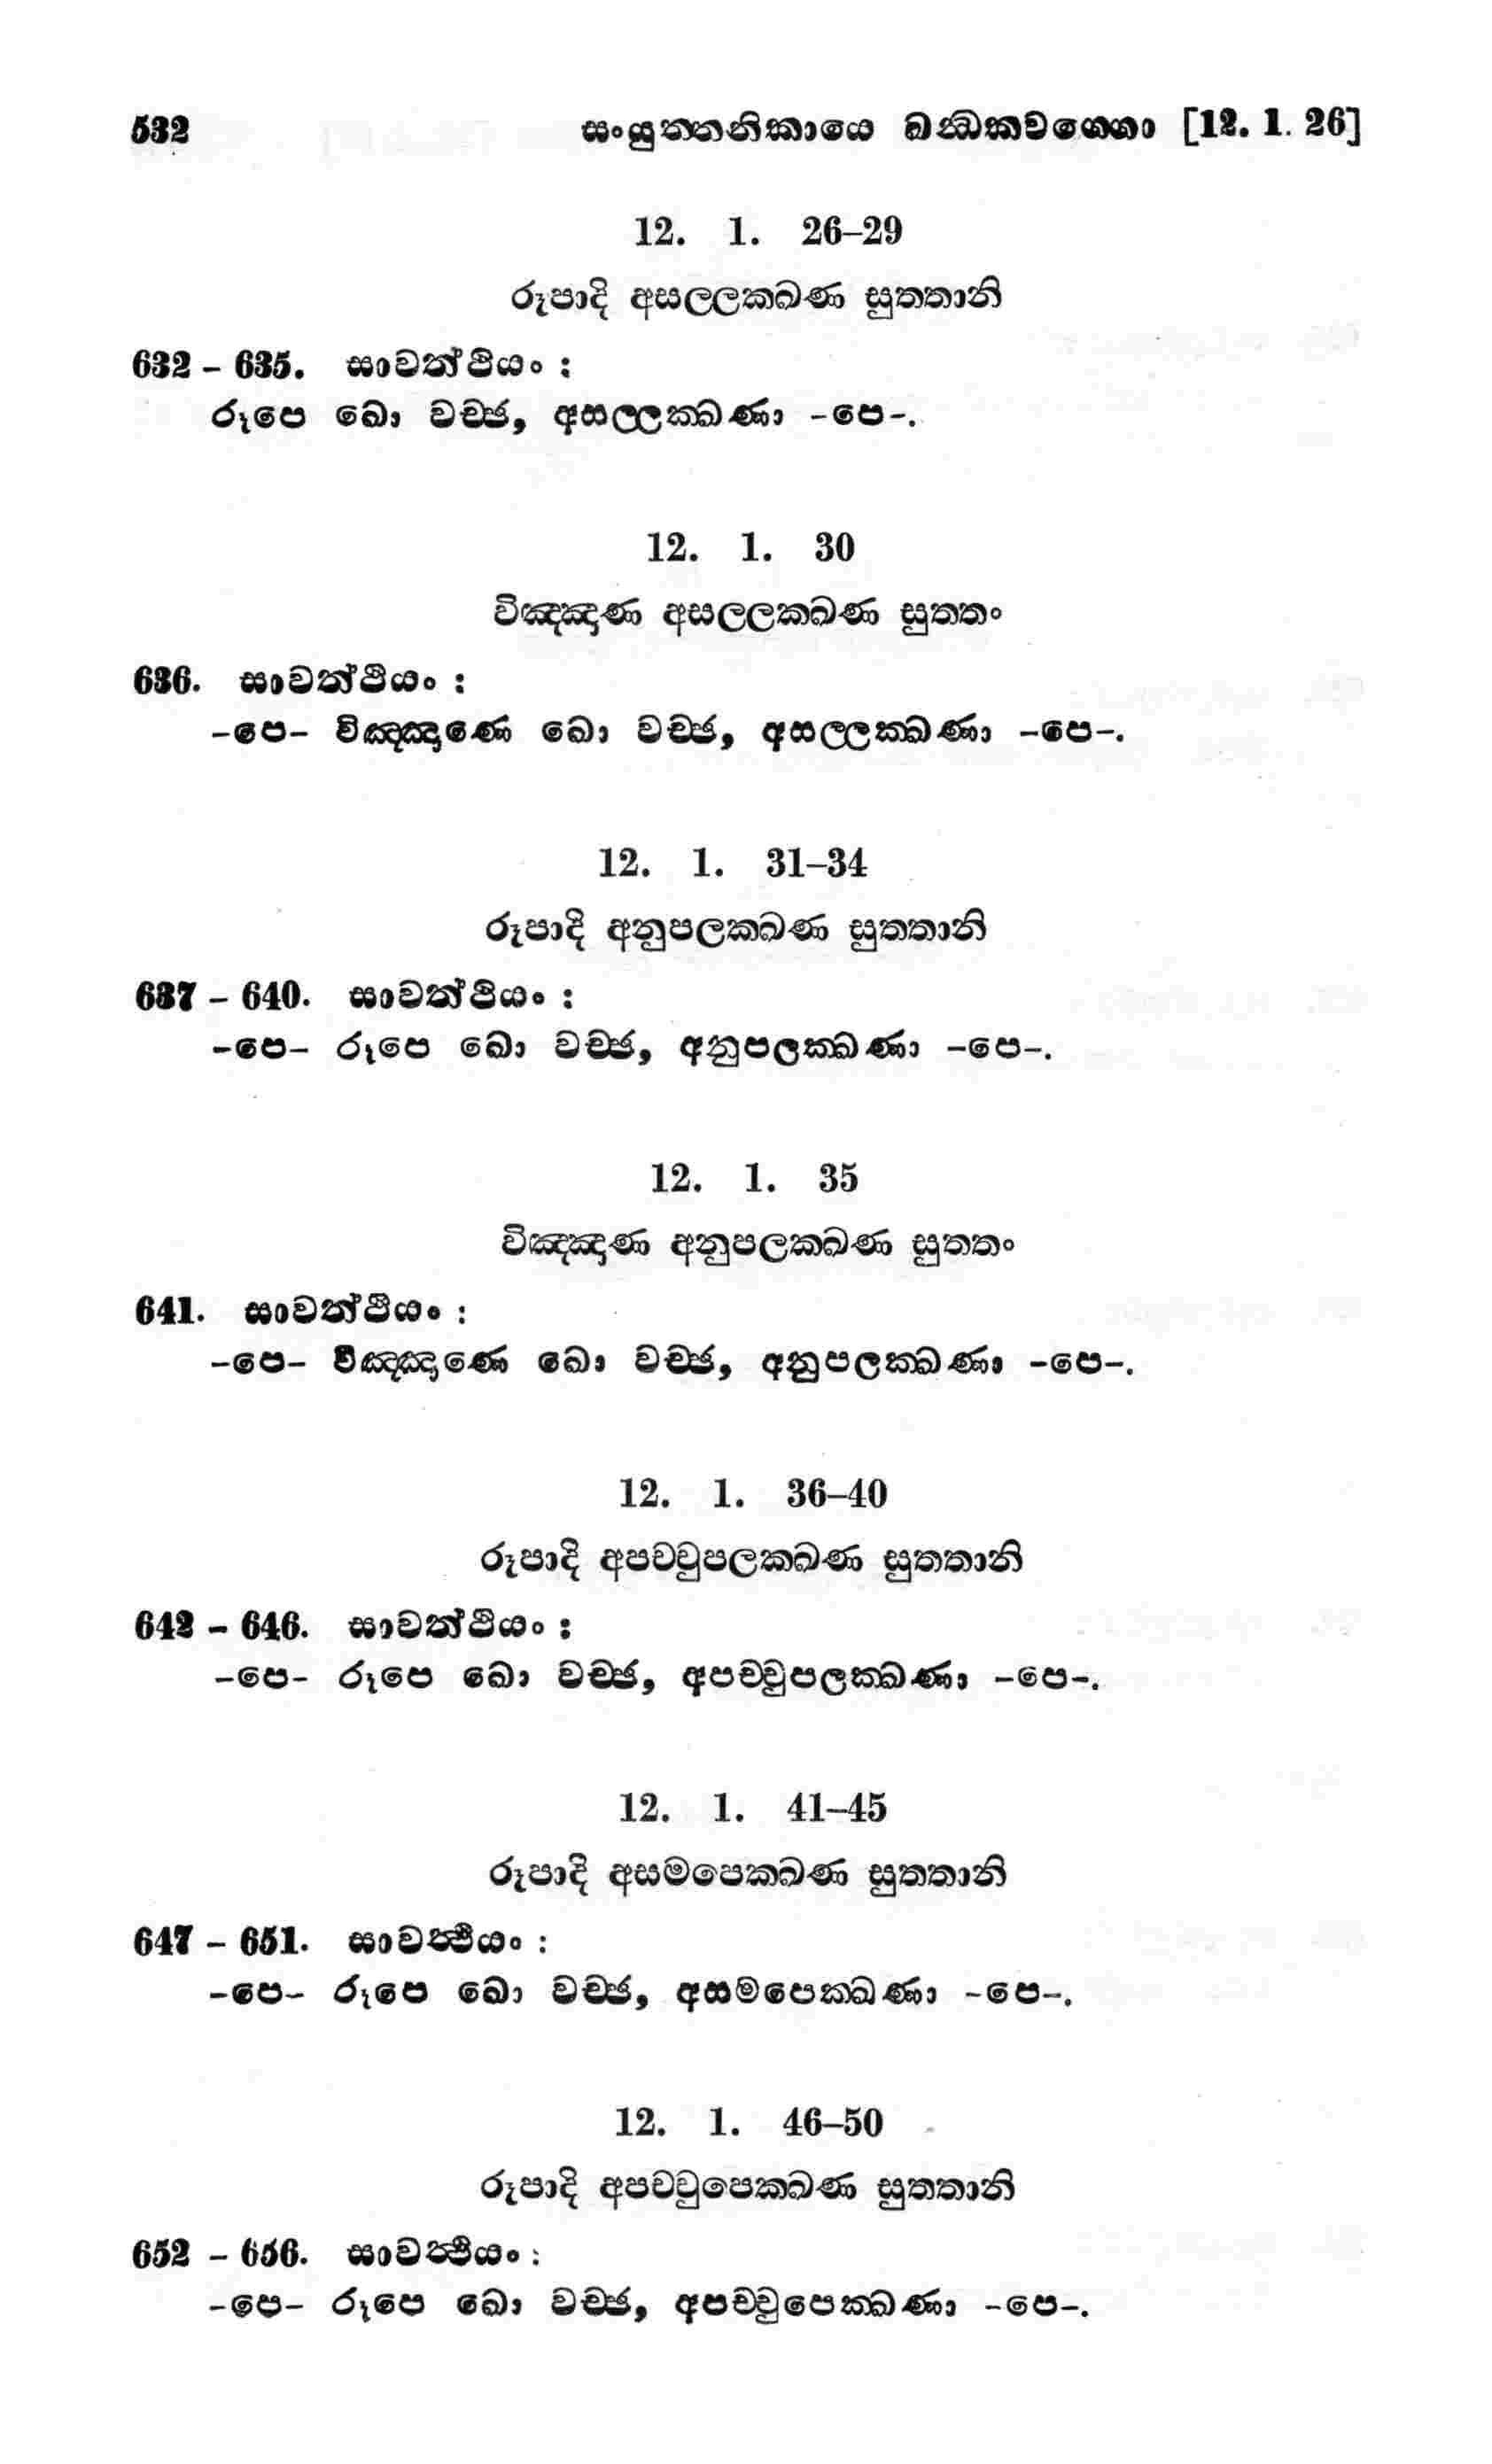 532 සංයුත්තනිකායෙ ඛන්ධකවග්ගො [12. 1. 26]
12. 1. 26–29
රූපාදි අසල්ලක්ඛණ සුත්තානි
632 – 635. සාවත්ථියං :
රූපෙ ඛො වච්ඡ, අසල්ලක්ඛණා -පෙ-.
12. 1. 30
විඤ්ඤාණ අසල්ලක්ඛණ සුත්තං
636. සාවත්ථියං :
-පෙ- විඤ්ඤාණෙ ඛො වච්ඡ, අසල්ලක්ඛණා -පෙ-.
12. 1. 31–34
රූපාදි අනුපලක්ඛණ සුත්තානි
637 – 640. සාවත්ථියං :
-පෙ- රූපෙ ඛො වච්ඡ, අනුපලක්ඛණා -පෙ-.
12. 1. 35
විඤ්ඤාණ අනුපලක්ඛණ සුත්තං
641. සාවත්ථියං :
-පෙ- විඤ්ඤාණෙ ඛො වච්ඡ, අනුපලක්ඛණා -පෙ-.
12. 1. 36–40
රූපාදි අපච්චුපලක්ඛණ සුත්තානි
642 – 646. සාවත්ථියං :
-පෙ- රූපෙ ඛො වච්ඡ, අපච්චුපලක්ඛණා -පෙ-.
12. 1. 41–45
රූපාදි අසමපෙක්ඛණ සුත්තානි
647 – 651. සාවත්ථියං :
-පෙ- රූපෙ ඛො වච්ඡ, අසමපෙක්ඛණා -පෙ-.
12. 1. 46–50
රූපාදි අපච්චුපෙක්ඛණ සුත්තානි
652 – 656. සාවත්ථියං :
-පෙ- රූපෙ ඛො වච්ඡ, අපච්චුපෙක්ඛණා -පෙ-.